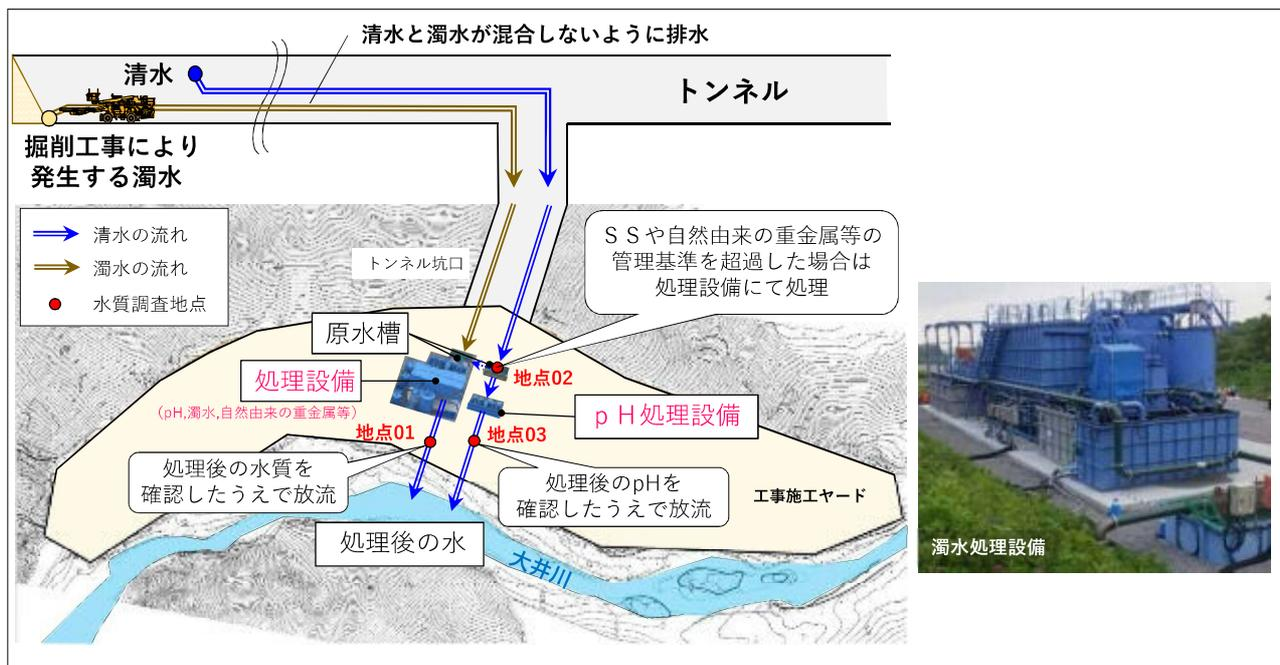 清水と濁水が混合しないように排水
清水
トンネル
掘削工事により
発生する濁水
清水の流れ
濁水の流れ
水質調査地点
トンネル坑口
ＳＳや自然由来の重金属等の
管理基準を超過した場合は
処理設備にて処理
原水槽
処理設備
（pH,濁水,自然由来の重金属等）
地点02
ｐＨ処理設備
地点01
地点03
処理後の水質を
確認したうえで放流
処理後のpHを
確認したうえで放流
工事施工ヤード
処理後の水
大井川
濁水処理設備